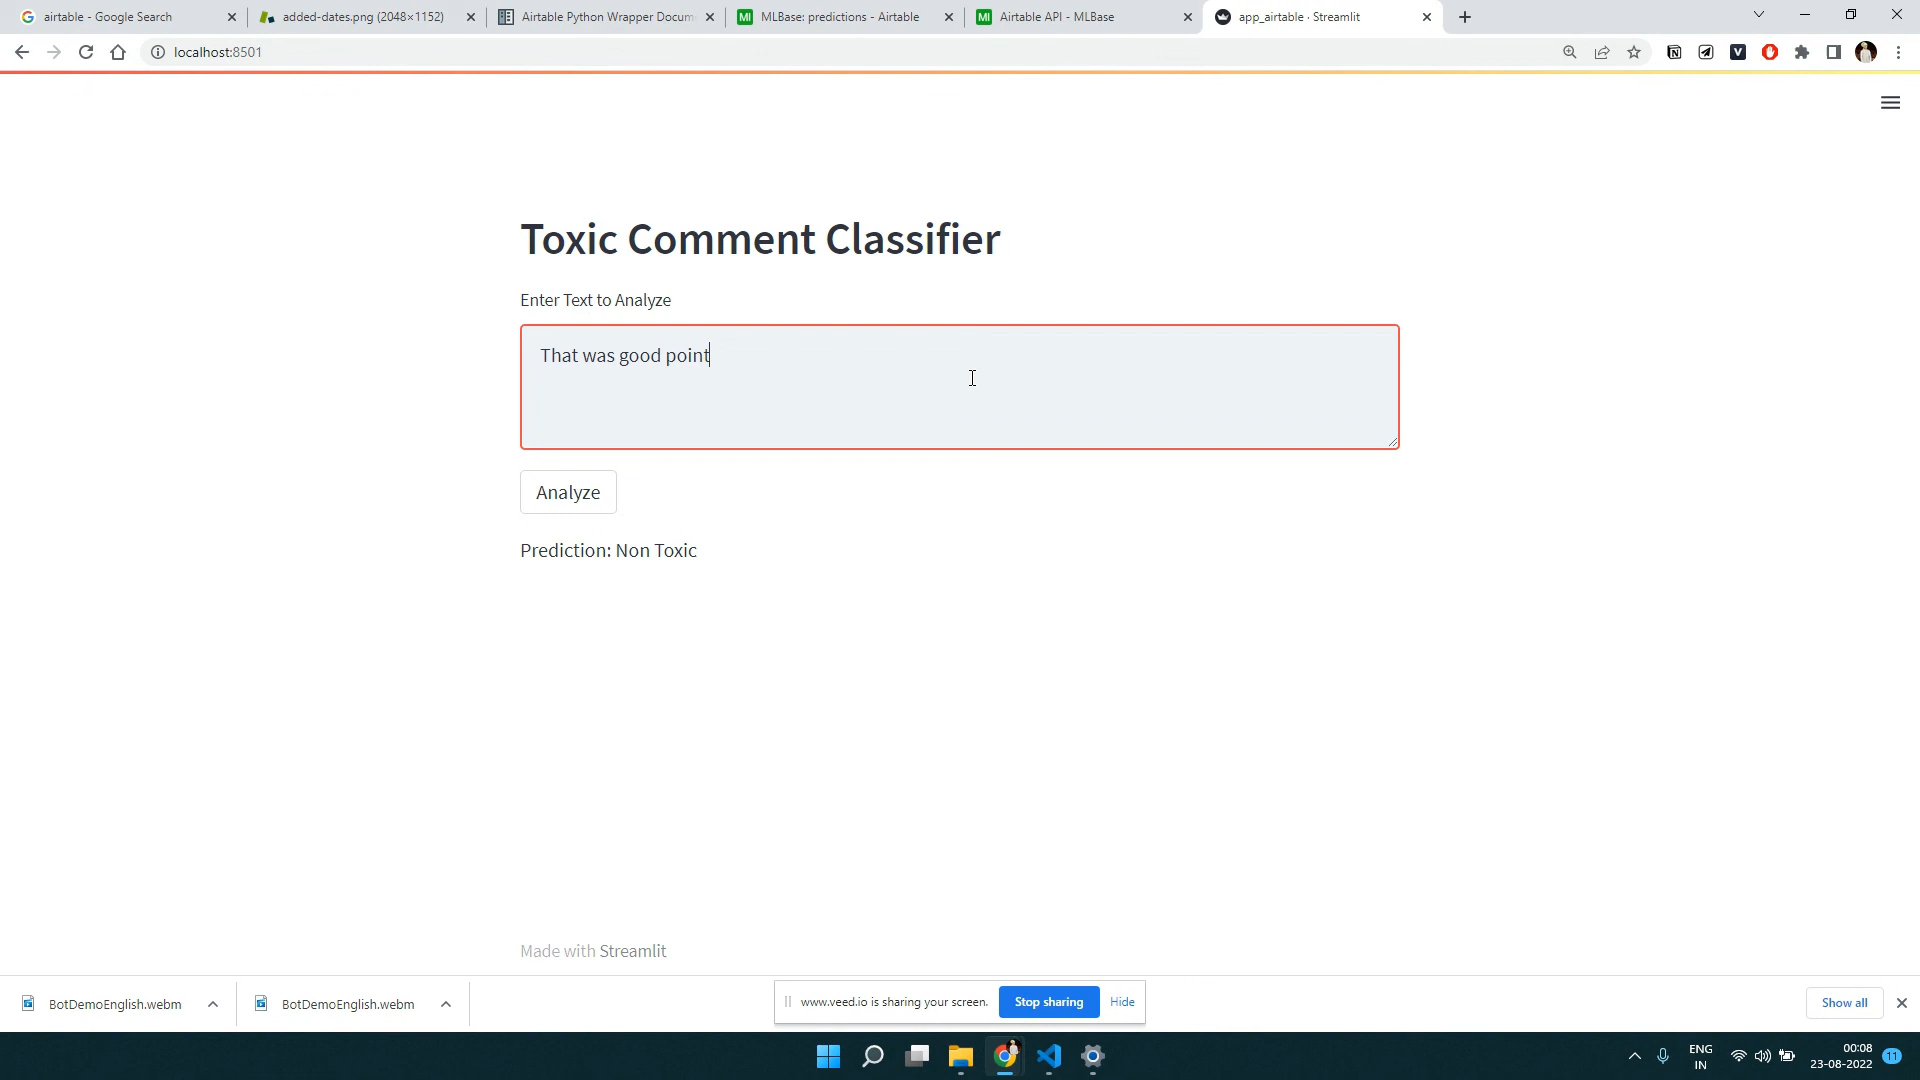 airtable - Google Search
added-dates.png (2048×1152)
Airtable Python Wrapper Docum
MLBase: predictions - Airtable
Airtable API - MLBase
app_airtable · Streamlit
localhost:8501
Toxic Comment Classifier
Enter Text to Analyze
That was good point
Analyze
Prediction: Non Toxic
Made with Streamlit
BotDemoEnglish.webm
BotDemoEnglish.webm
www.veed.io is sharing your screen.
Stop sharing
Hide
Show all
ENG
IN
00:08
23-08-2022
11